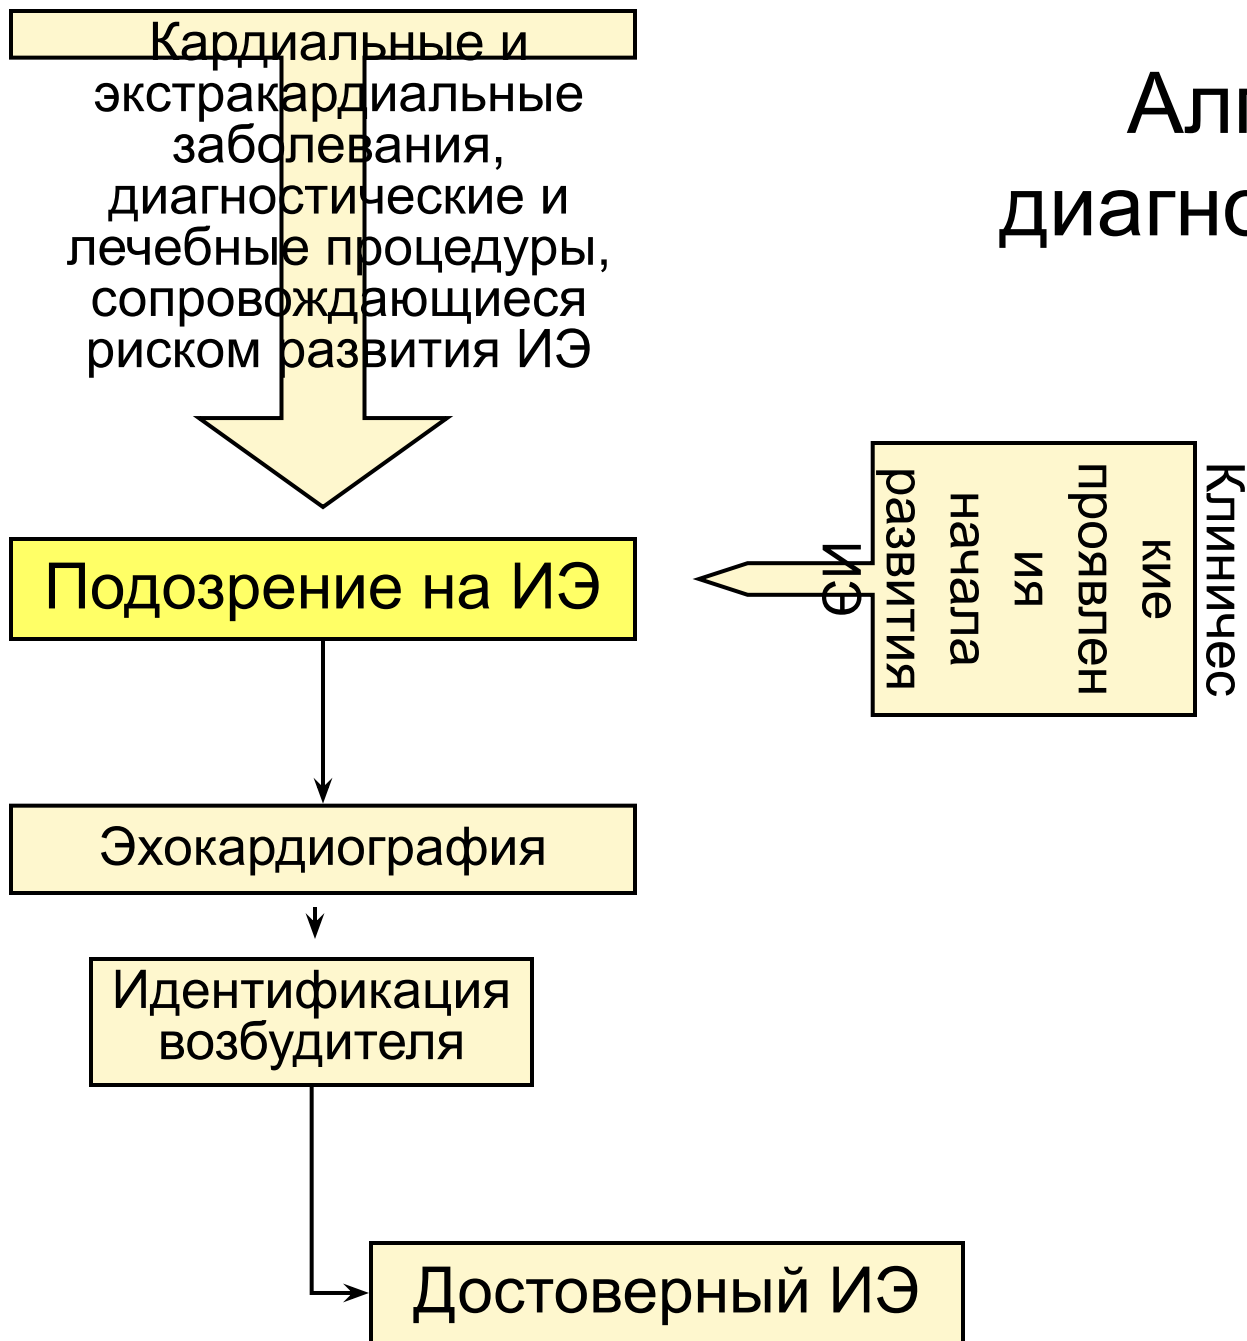 Кардиальные и
экстракардиальные
заболевания,
диагностические и
лечебные процедуры,
сопровождающиеся
риском развития ИЭ
Подозрение на ИЭ
Клиничес
кие
проявлен
ия
начала
развития
ИЭ
Эхокардиография
Идентификация
возбудителя
Достоверный ИЭ